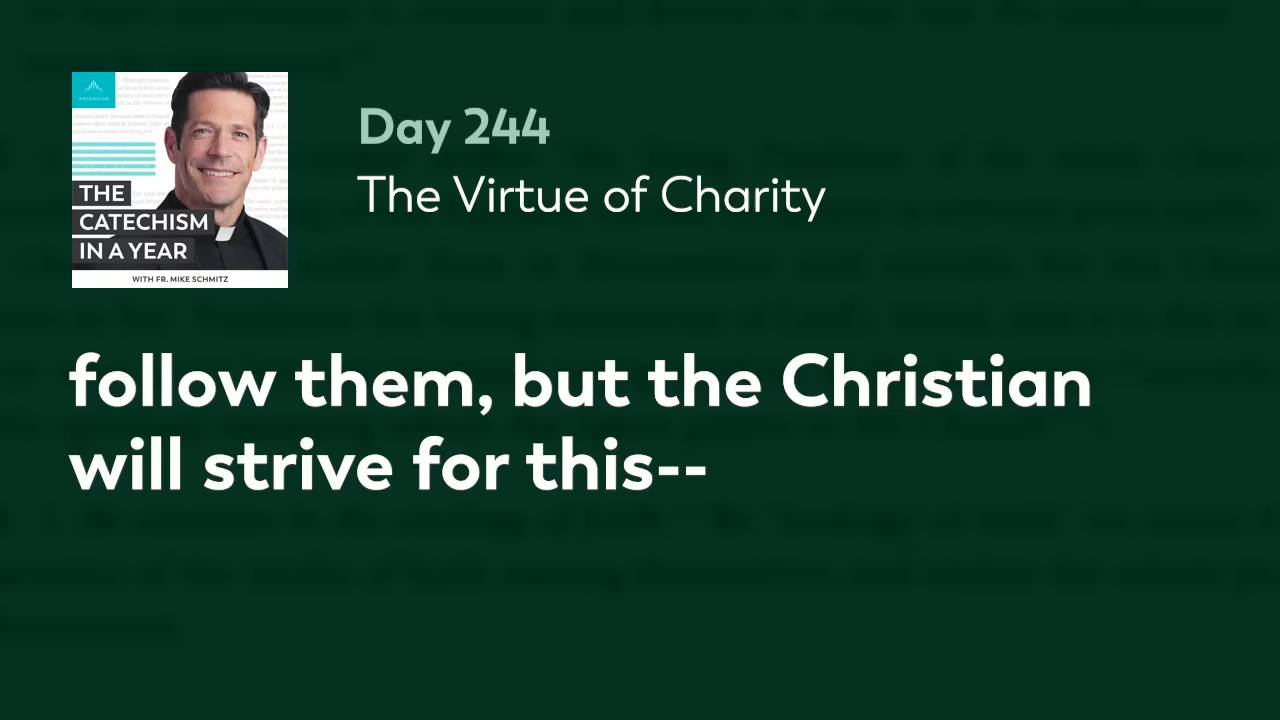 ASCENSION
THE
CATECHISM
IN A YEAR
WITH FR. MIKE SCHMITZ
Day 244
The Virtue of Charity
follow them, but the Christian
will strive for this--